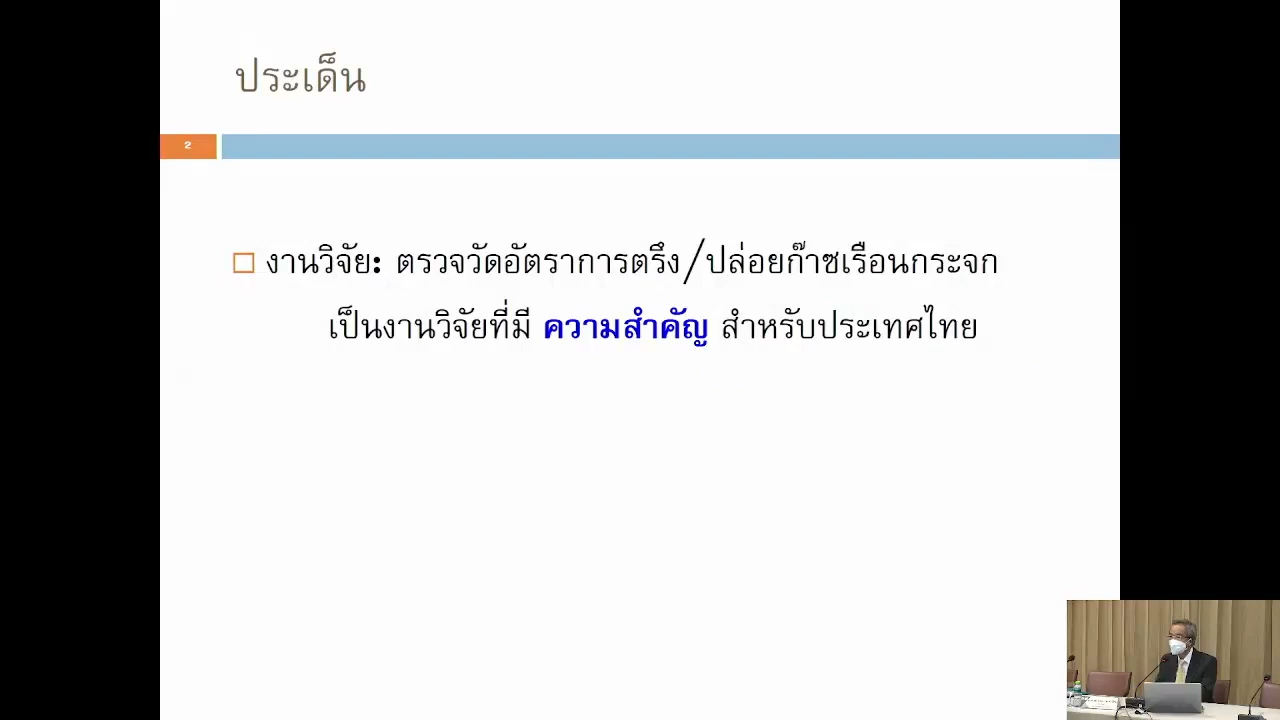 ประเด็น
2
งานวิจัย: ตรวจวัดอัตราการตรึง/ปล่อยก๊าซเรือนกระจก
เป็นงานวิจัยที่มี ความสำคัญ สำหรับประเทศไทย